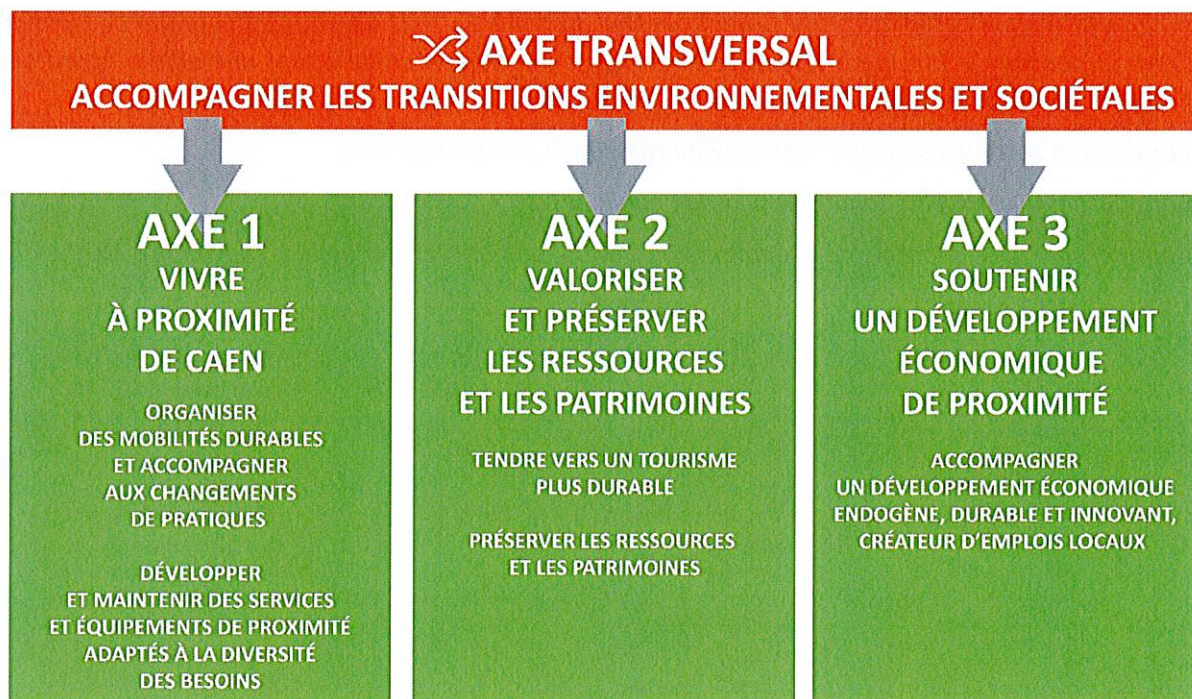 AXE TRANSVERSAL
ACCOMPAGNER LES TRANSITIONS ENVIRONNEMENTALES ET SOCIÉTALES
AXE 1
VIVRE
À PROXIMITÉ
DE CAEN
ORGANISER
DES MOBILITÉS DURABLES
ET ACCOMPAGNER
AUX CHANGEMENTS
DE PRATIQUES
DÉVELOPPER
ET MAINTENIR DES SERVICES
ET ÉQUIPEMENTS DE PROXIMITÉ
ADAPTÉS À LA DIVERSITÉ
DES BESOINS
AXE 2
VALORISER
ET PRÉSERVER
LES RESSOURCES
ET LES PATRIMOINES
TENDRE VERS UN TOURISME
PLUS DURABLE
PRÉSERVER LES RESSOURCES
ET LES PATRIMOINES
AXE 3
SOUTENIR
UN DÉVELOPPEMENT
ÉCONOMIQUE
DE PROXIMITÉ
ACCOMPAGNER
UN DÉVELOPPEMENT ÉCONOMIQUE
ENDOGÈNE, DURABLE ET INNOVANT,
CRÉATEUR D'EMPLOIS LOCAUX